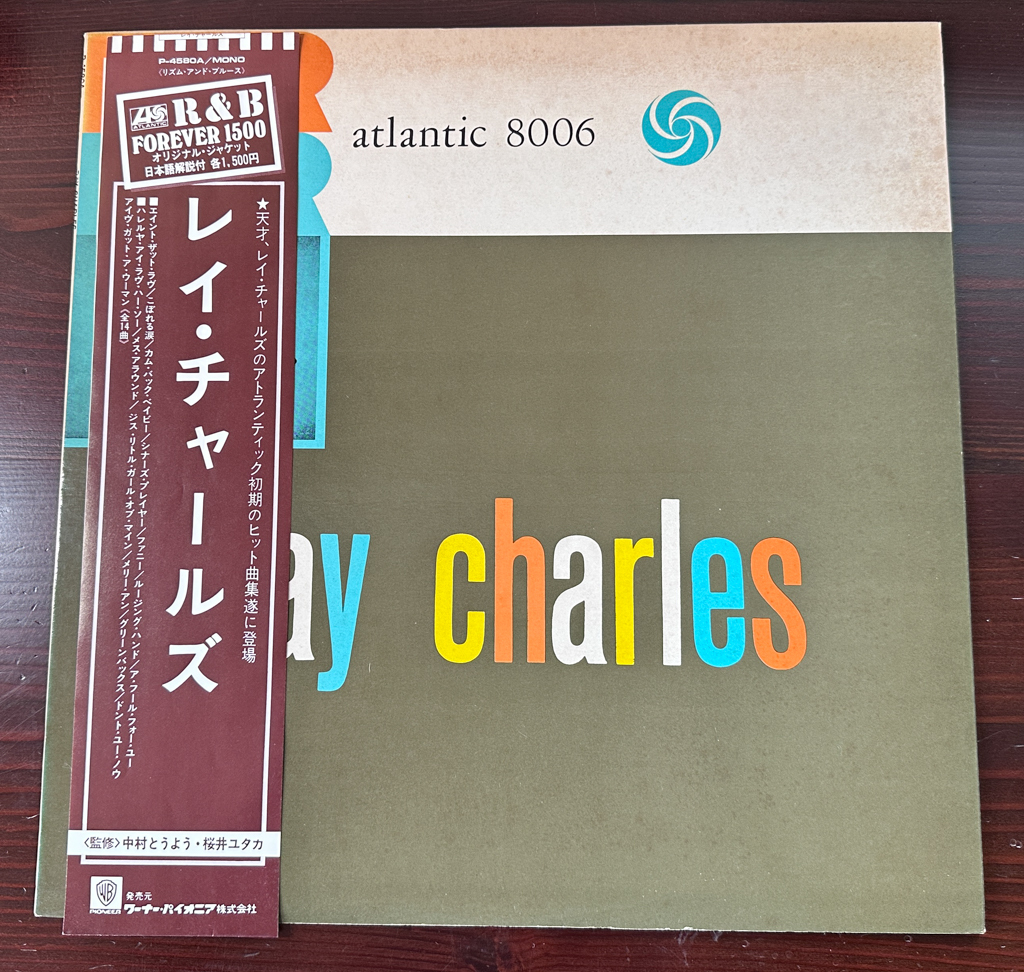 P-4580A/MONO
〈リズム・アンド・ブルース〉
ATLANTIC
R&B
FOREVER 1500
オリジナル・ジャケット
日本語解説付 各1,500円
★天才、レイ・チャールズのアトランティック初期のヒット曲集遂に登場
レイ・チャールズ
■エイント・ザット・ラヴ/こぼれる涙/カム・バック・ベイビー/シナーズ・プレイヤー/ファニー/ルージング・ハンド/ア・フール・フォー・ユー
■ハレルヤ・アイ・ラヴ・ハー・ソー/メス・アラウンド/ジス・リトル・ガール・オブ・マイン/メリー・アン/グリーンバックス/ドント・ユー・ノウ
アイヴ・ガット・ア・ウーマン〈全14曲〉
〈監修〉中村とうよう・桜井ユタカ
WB
PIONEER
発売元
ワーナー・パイオニア株式会社
atlantic 8006
ay charles